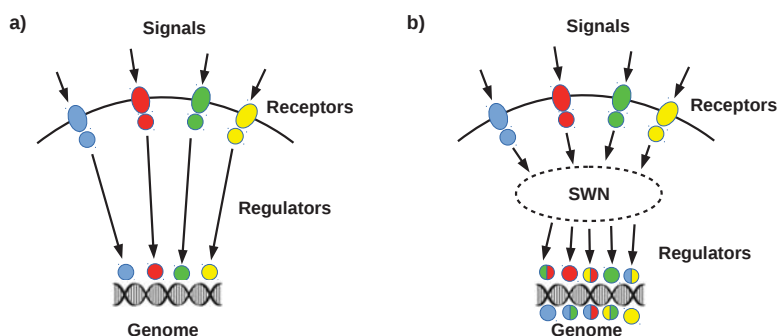 a)
Signals
Receptors
Regulators
Genome
b)
Signals
Receptors
SWN
Regulators
Genome